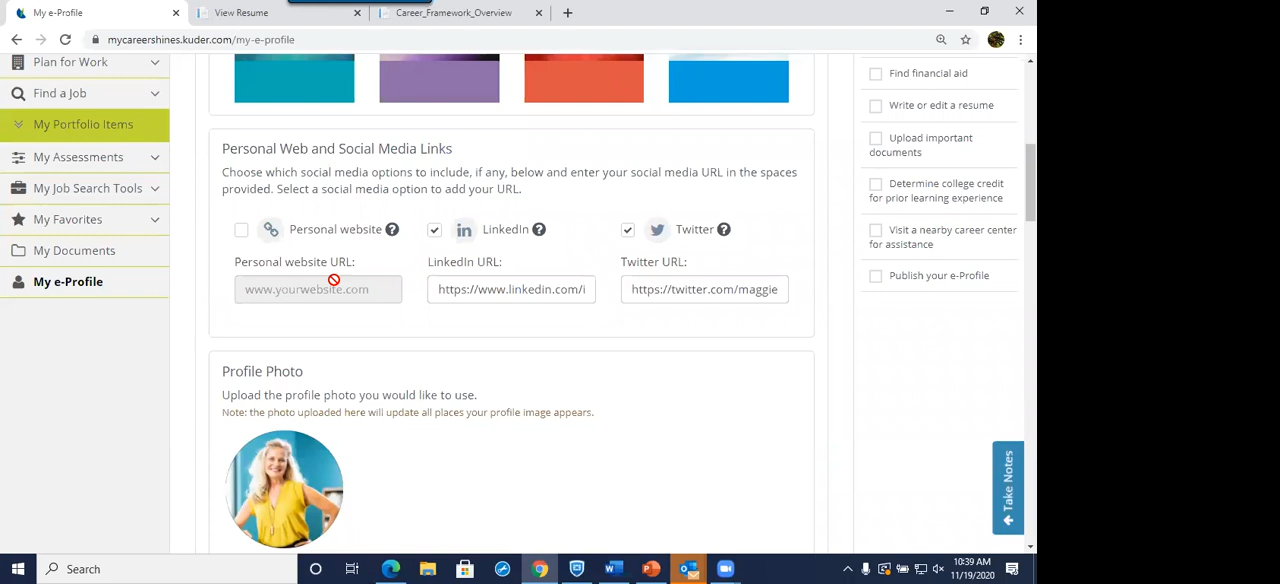 My e-Profile
View Resume
Career_Framework_Overview
mycareershines.kuder.com/my-e-profile
Plan for Work
Find a Job
My Portfolio Items
My Assessments
My Job Search Tools
My Favorites
My Documents
My e-Profile
Personal Web and Social Media Links
Choose which social media options to include, if any, below and enter your social media URL in the spaces
provided. Select a social media option to add your URL.
Personal website ?
in LinkedIn ?
Twitter ?
Personal website URL:
LinkedIn URL:
Twitter URL:
www.yourwebsite.com
https://www.linkedin.com/i
https://twitter.com/maggie
Profile Photo
Upload the profile photo you would like to use.
Note: the photo uploaded here will update all places your profile image appears.
Find financial aid
Write or edit a resume
Upload important
documents
Determine college credit
for prior learning experience
Visit a nearby career center
for assistance
Publish your e-Profile
Take Notes
Search
10:39 AM
11/19/2020